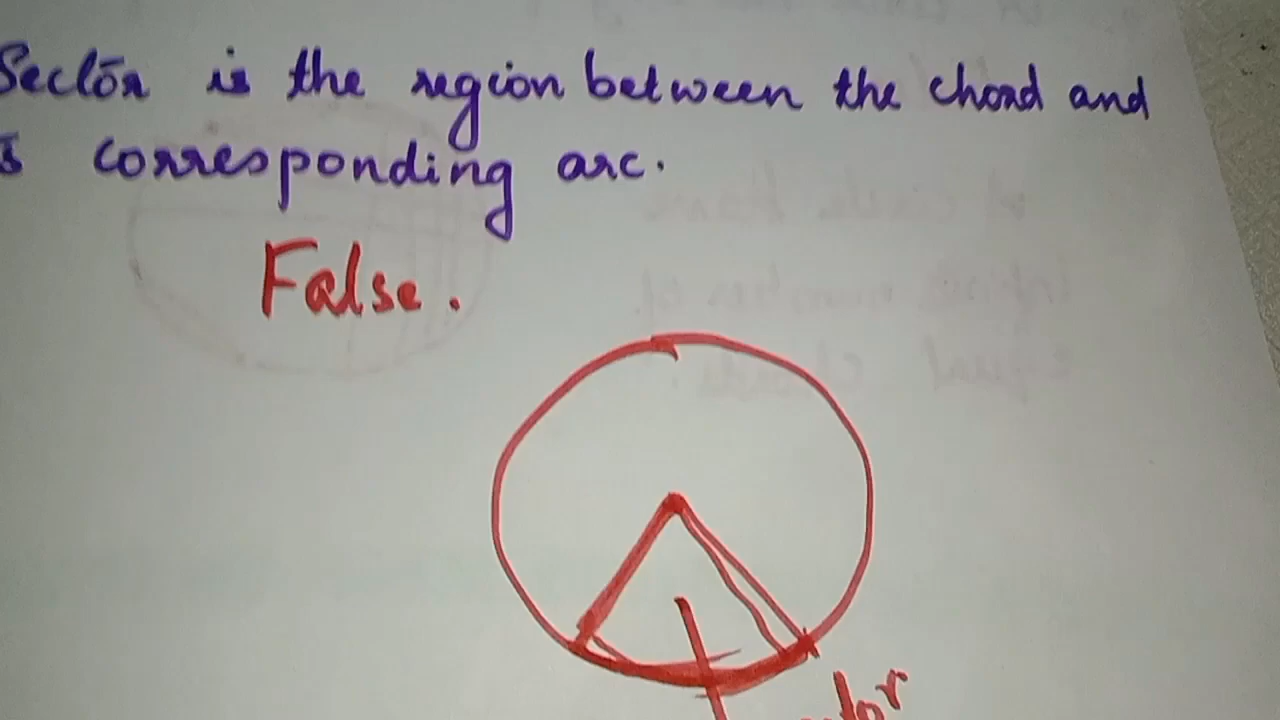 Sector is the region between the chord and
corresponding arc.
False.